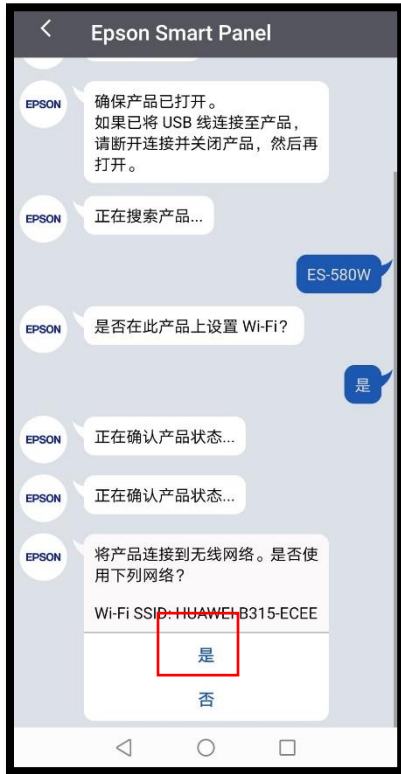 Epson Smart Panel
EPSON
确保产品已打开。
如果已将 USB 线连接至产品,
请断开连接并关闭产品，然后再
打开。
EPSON
正在搜索产品...
ES-580W
EPSON
是否在此产品上设置 Wi-Fi?
是
EPSON
正在确认产品状态...
EPSON
正在确认产品状态...
EPSON
将产品连接到无线网络。是否使
用下列网络?
Wi-Fi SSID: HUAWEI-B315-ECEE
是
否